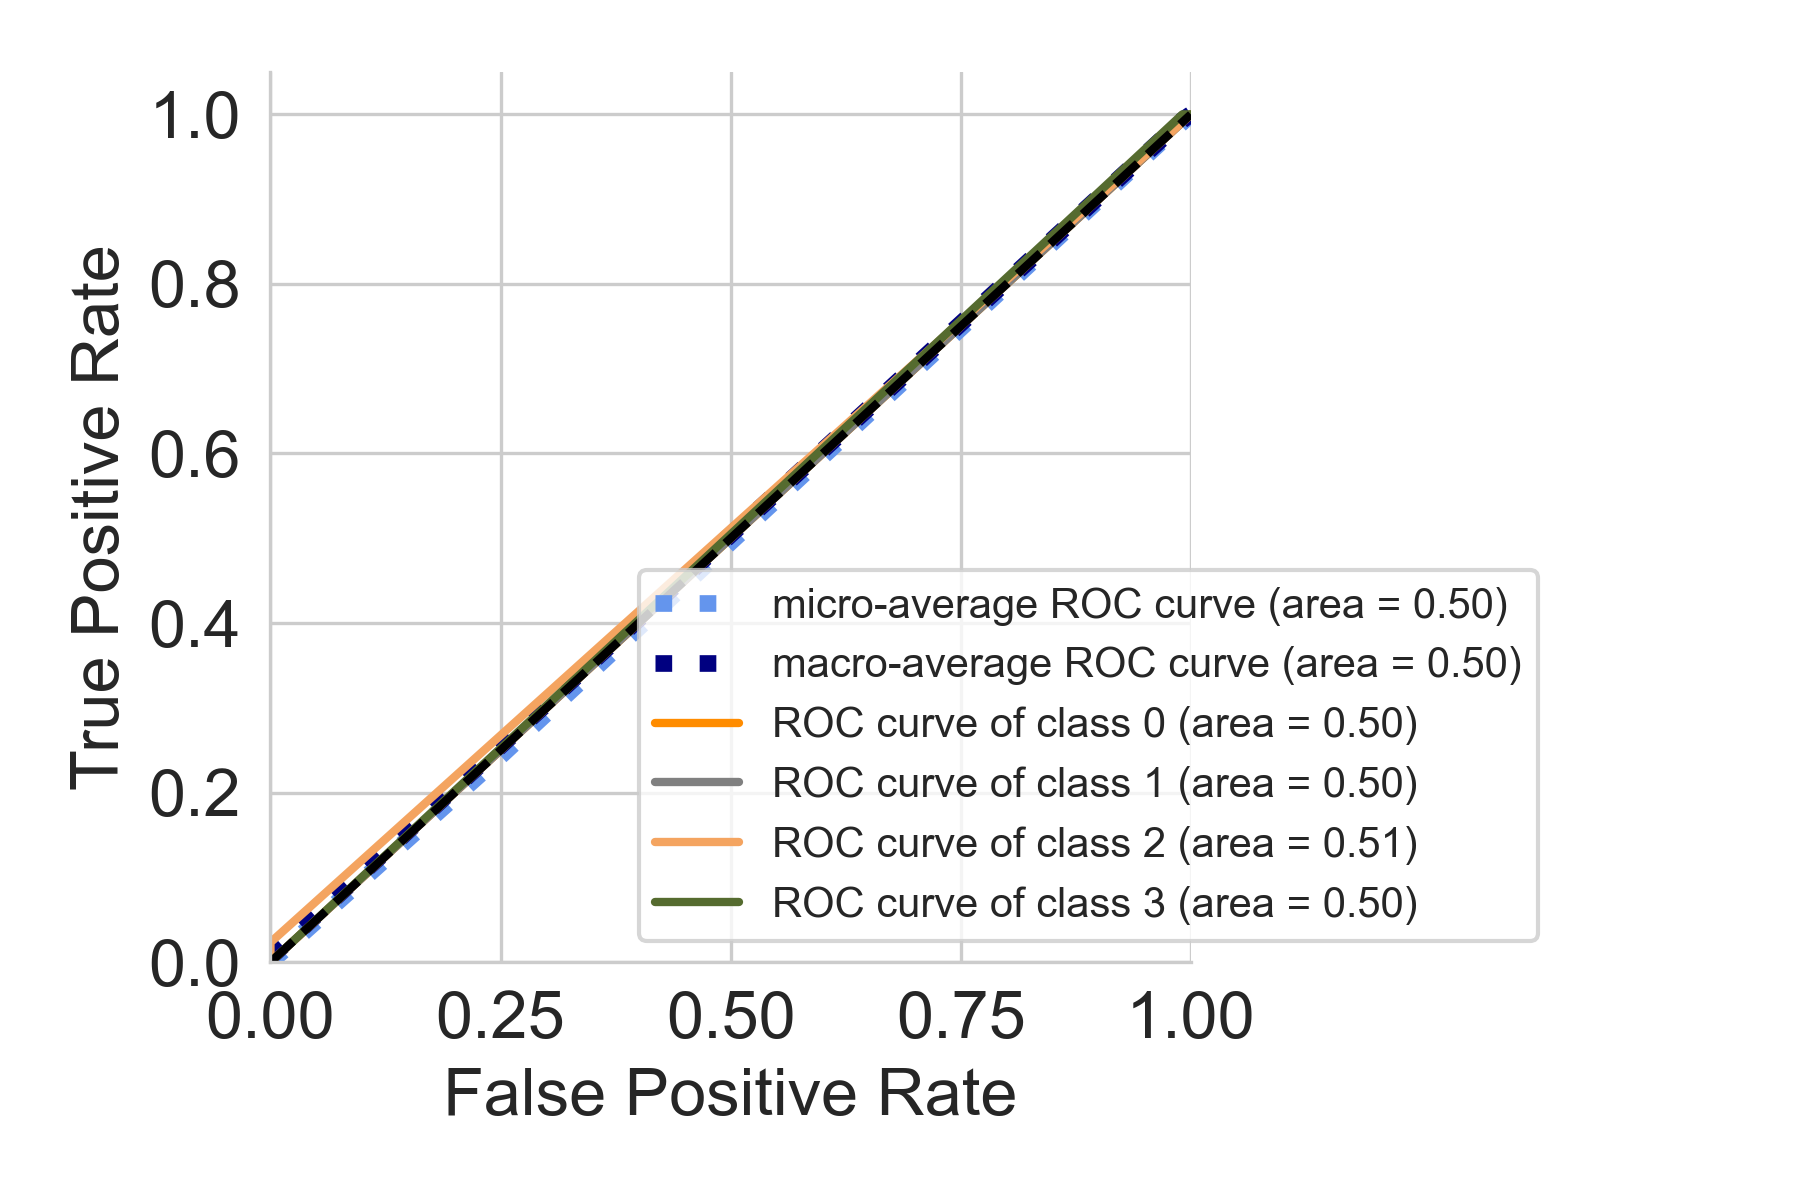 True Positive Rate
1.0
0.8
0.6
0.4
0.2
0.0
micro-average ROC curve (area = 0.50)
macro-average ROC curve (area = 0.50)
ROC curve of class 0 (area = 0.50)
ROC curve of class 1 (area = 0.50)
ROC curve of class 2 (area = 0.51)
ROC curve of class 3 (area = 0.50)
0.00 0.25 0.50 0.75 1.00
False Positive Rate